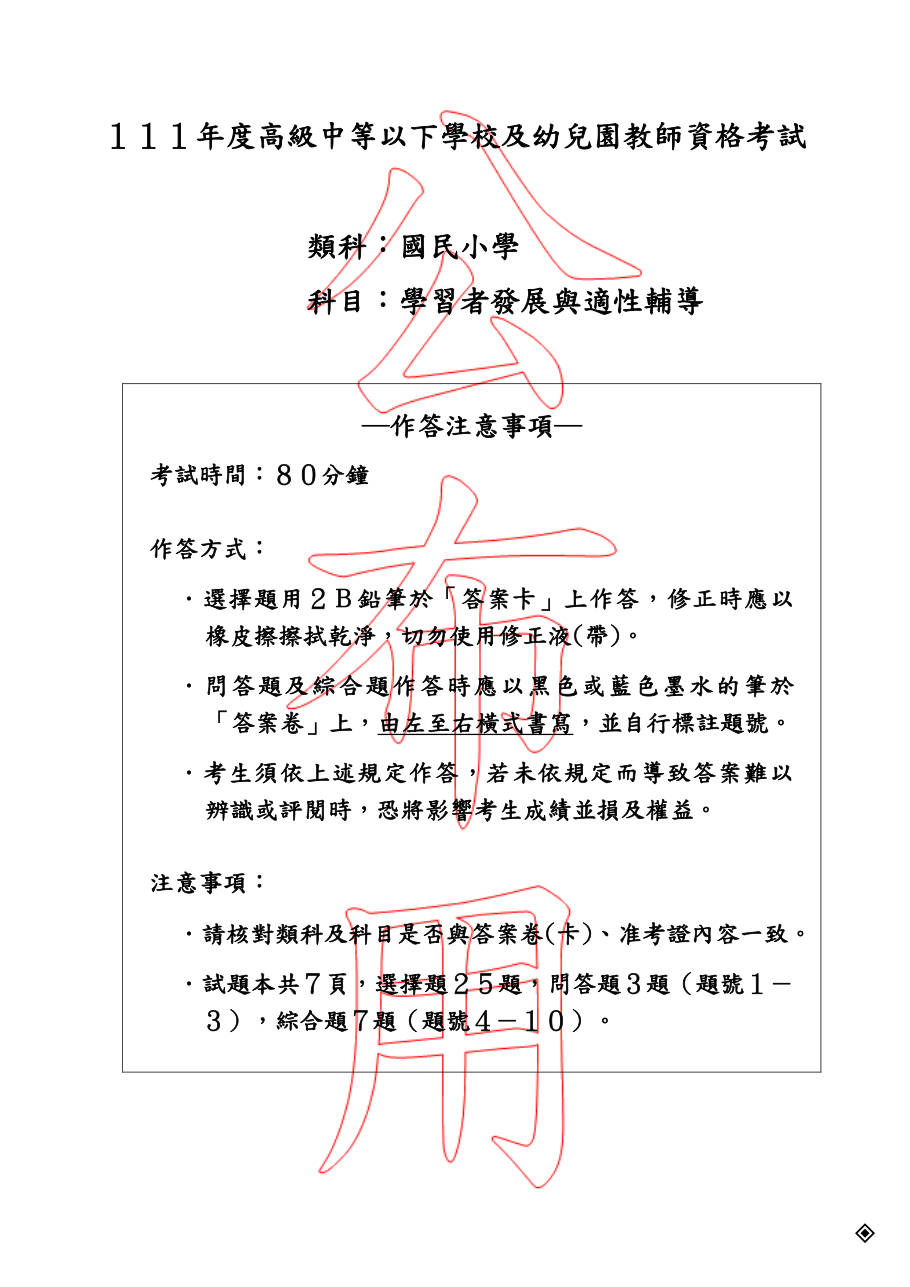 １１１年度高級中等以下學校及幼兒園教師資格考試
類科：國民小學
科目：學習者發展與適性輔導
—作答注意事項—
考試時間：８０分鐘
作答方式：
．選擇題用２Ｂ鉛筆於「答案卡」上作答，修正時應以
橡皮擦擦拭乾淨，切勿使用修正液(帶)。
．問答題及綜合題作答時應以黑色或藍色墨水的筆於
「答案卷」上，由左至右橫式書寫，並自行標註題號。
．考生須依上述規定作答，若未依規定而導致答案難以
辨識或評閱時，恐將影響考生成績並損及權益。
注意事項：
．請核對類科及科目是否與答案卷(卡)、准考證內容一致。
．試題本共７頁，選擇題２５題，問答題３題（題號１－
３），綜合題７題（題號４－１０）。
公布用